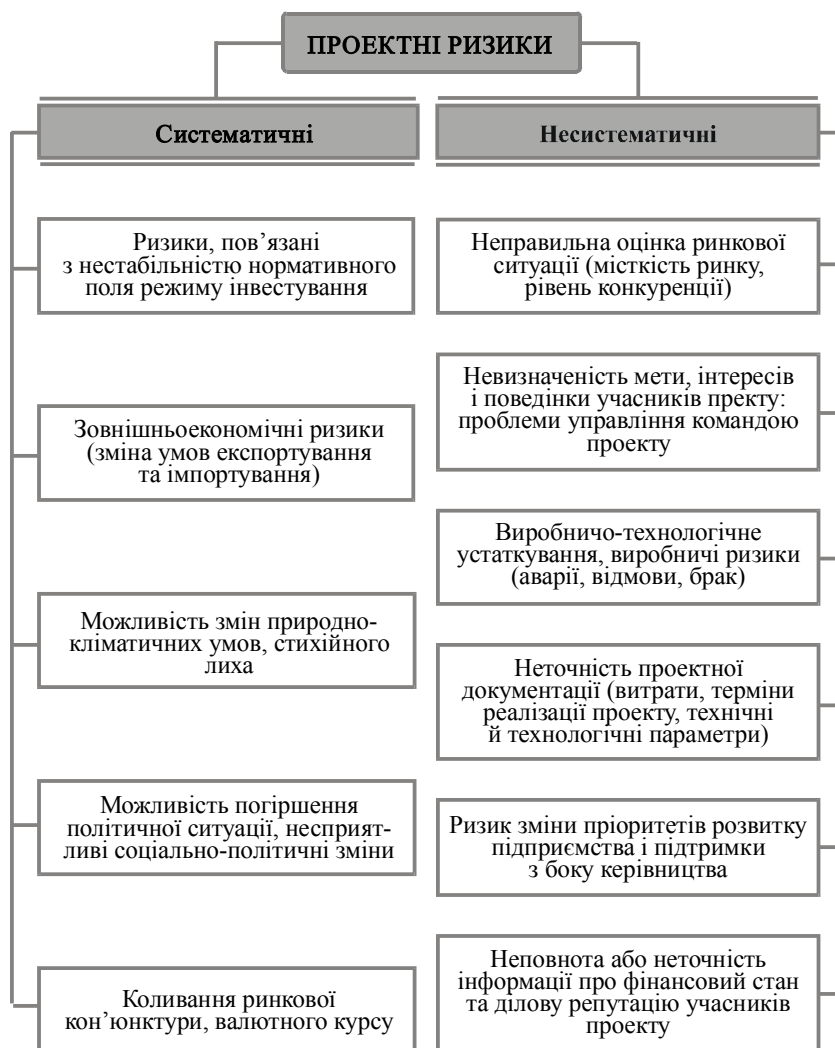 ПРОЕКТНІ РИЗИКИ
Систематичні
Ризики, пов’язані
з нестабільністю нормативного
поля режиму інвестування
Зовнішньоекономічні ризики
(зміна умов експортування
та імпортування)
Можливість змін природно-
кліматичних умов, стихійного
лиха
Можливість погіршення
політичної ситуації, несприят-
ливі соціально-політичні зміни
Коливання ринкової
кон’юнктури, валютного курсу
Несистематичні
Неправильна оцінка ринкової
ситуації (місткість ринку,
рівень конкуренції)
Невизначеність мети, інтересів
і поведінки учасників пректу:
проблеми управління командою
проекту
Виробничо-технологічне
устаткування, виробничі ризики
(аварії, відмови, брак)
Неточність проектної
документації (витрати, терміни
реалізації проекту, технічні
й технологічні параметри)
Ризик зміни пріоритетів розвитку
підприємства і підтримки
з боку керівництва
Неповнота або неточність
інформації про фінансовий стан
та ділову репутацію учасників
проекту